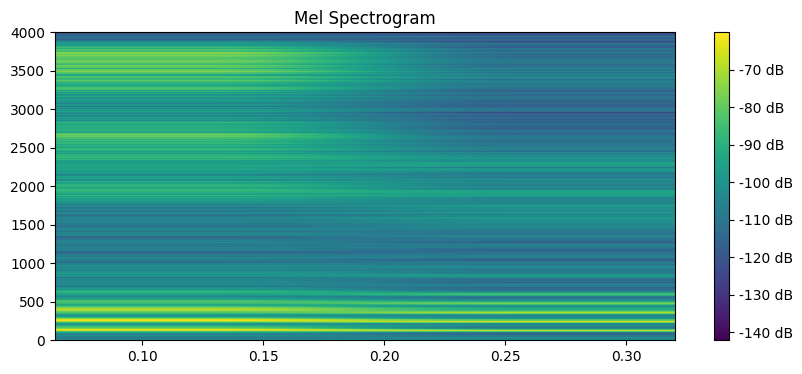 Mel Spectrogram
4000
3500
3000
2500
2000
1500
1000
500
0
0.10 0.15 0.20 0.25 0.30
-70 dB
-80 dB
-90 dB
-100 dB
-110 dB
-120 dB
-130 dB
-140 dB